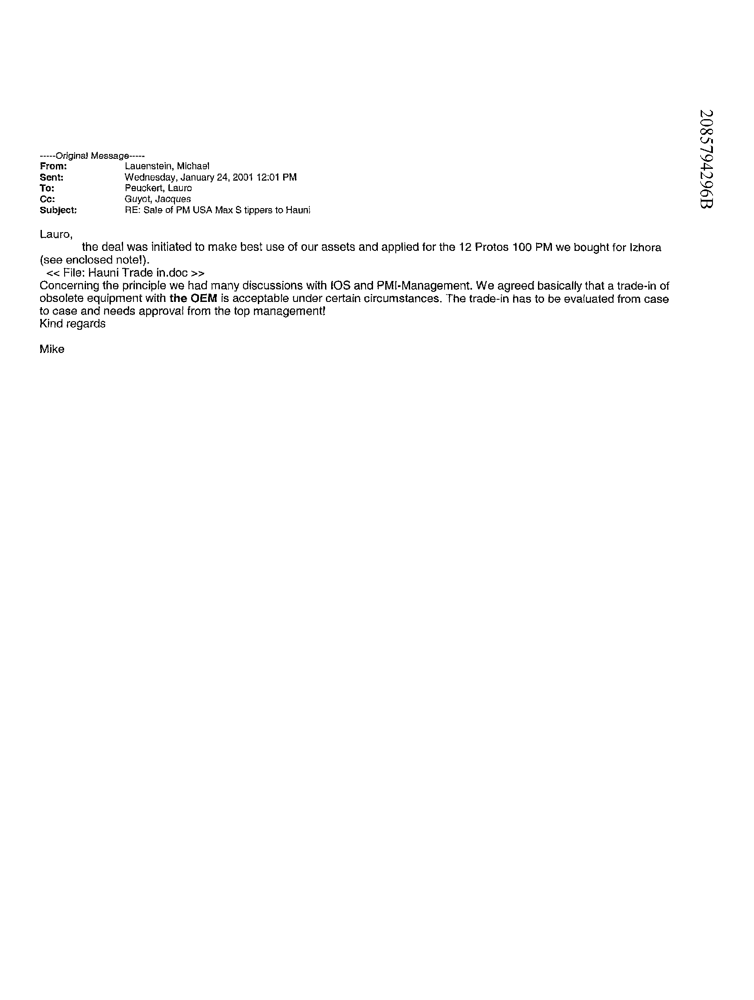 -----Original Message-----
From: Lauenstein, Michael
Sent: Wednesday, January 24, 2001 12:01 PM
To: Peuckert, Lauro
Cc: Guyot, Jacques
Subject: RE: Sale of PM USA Max S tippers to Hauni
Lauro,
the deal was initiated to make best use of our assets and applied for the 12 Protos 100 PM we bought for Izhora
(see enclosed note!).
<< File: Hauni Trade in.doc >>
Concerning the principle we had many discussions with IOS and PMI-Management. We agreed basically that a trade-in of
obsolete equipment with the OEM is acceptable under certain circumstances. The trade-in has to be evaluated from case
to case and needs approval from the top management!
Kind regards
Mike
2085794296B